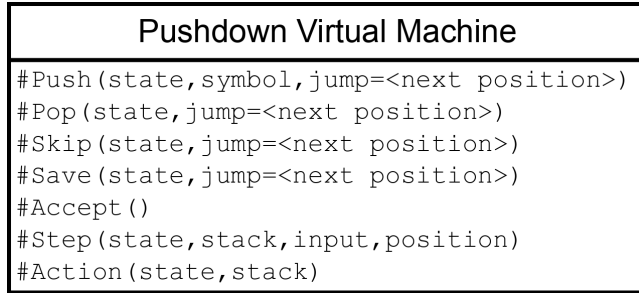 Pushdown Virtual Machine
#Push(state,symbol,jump=<next position>)
#Pop(state,jump=<next position>)
#Skip(state,jump=<next position>)
#Save(state,jump=<next position>)
#Accept()
#Step(state,stack,input,position)
#Action(state,stack)